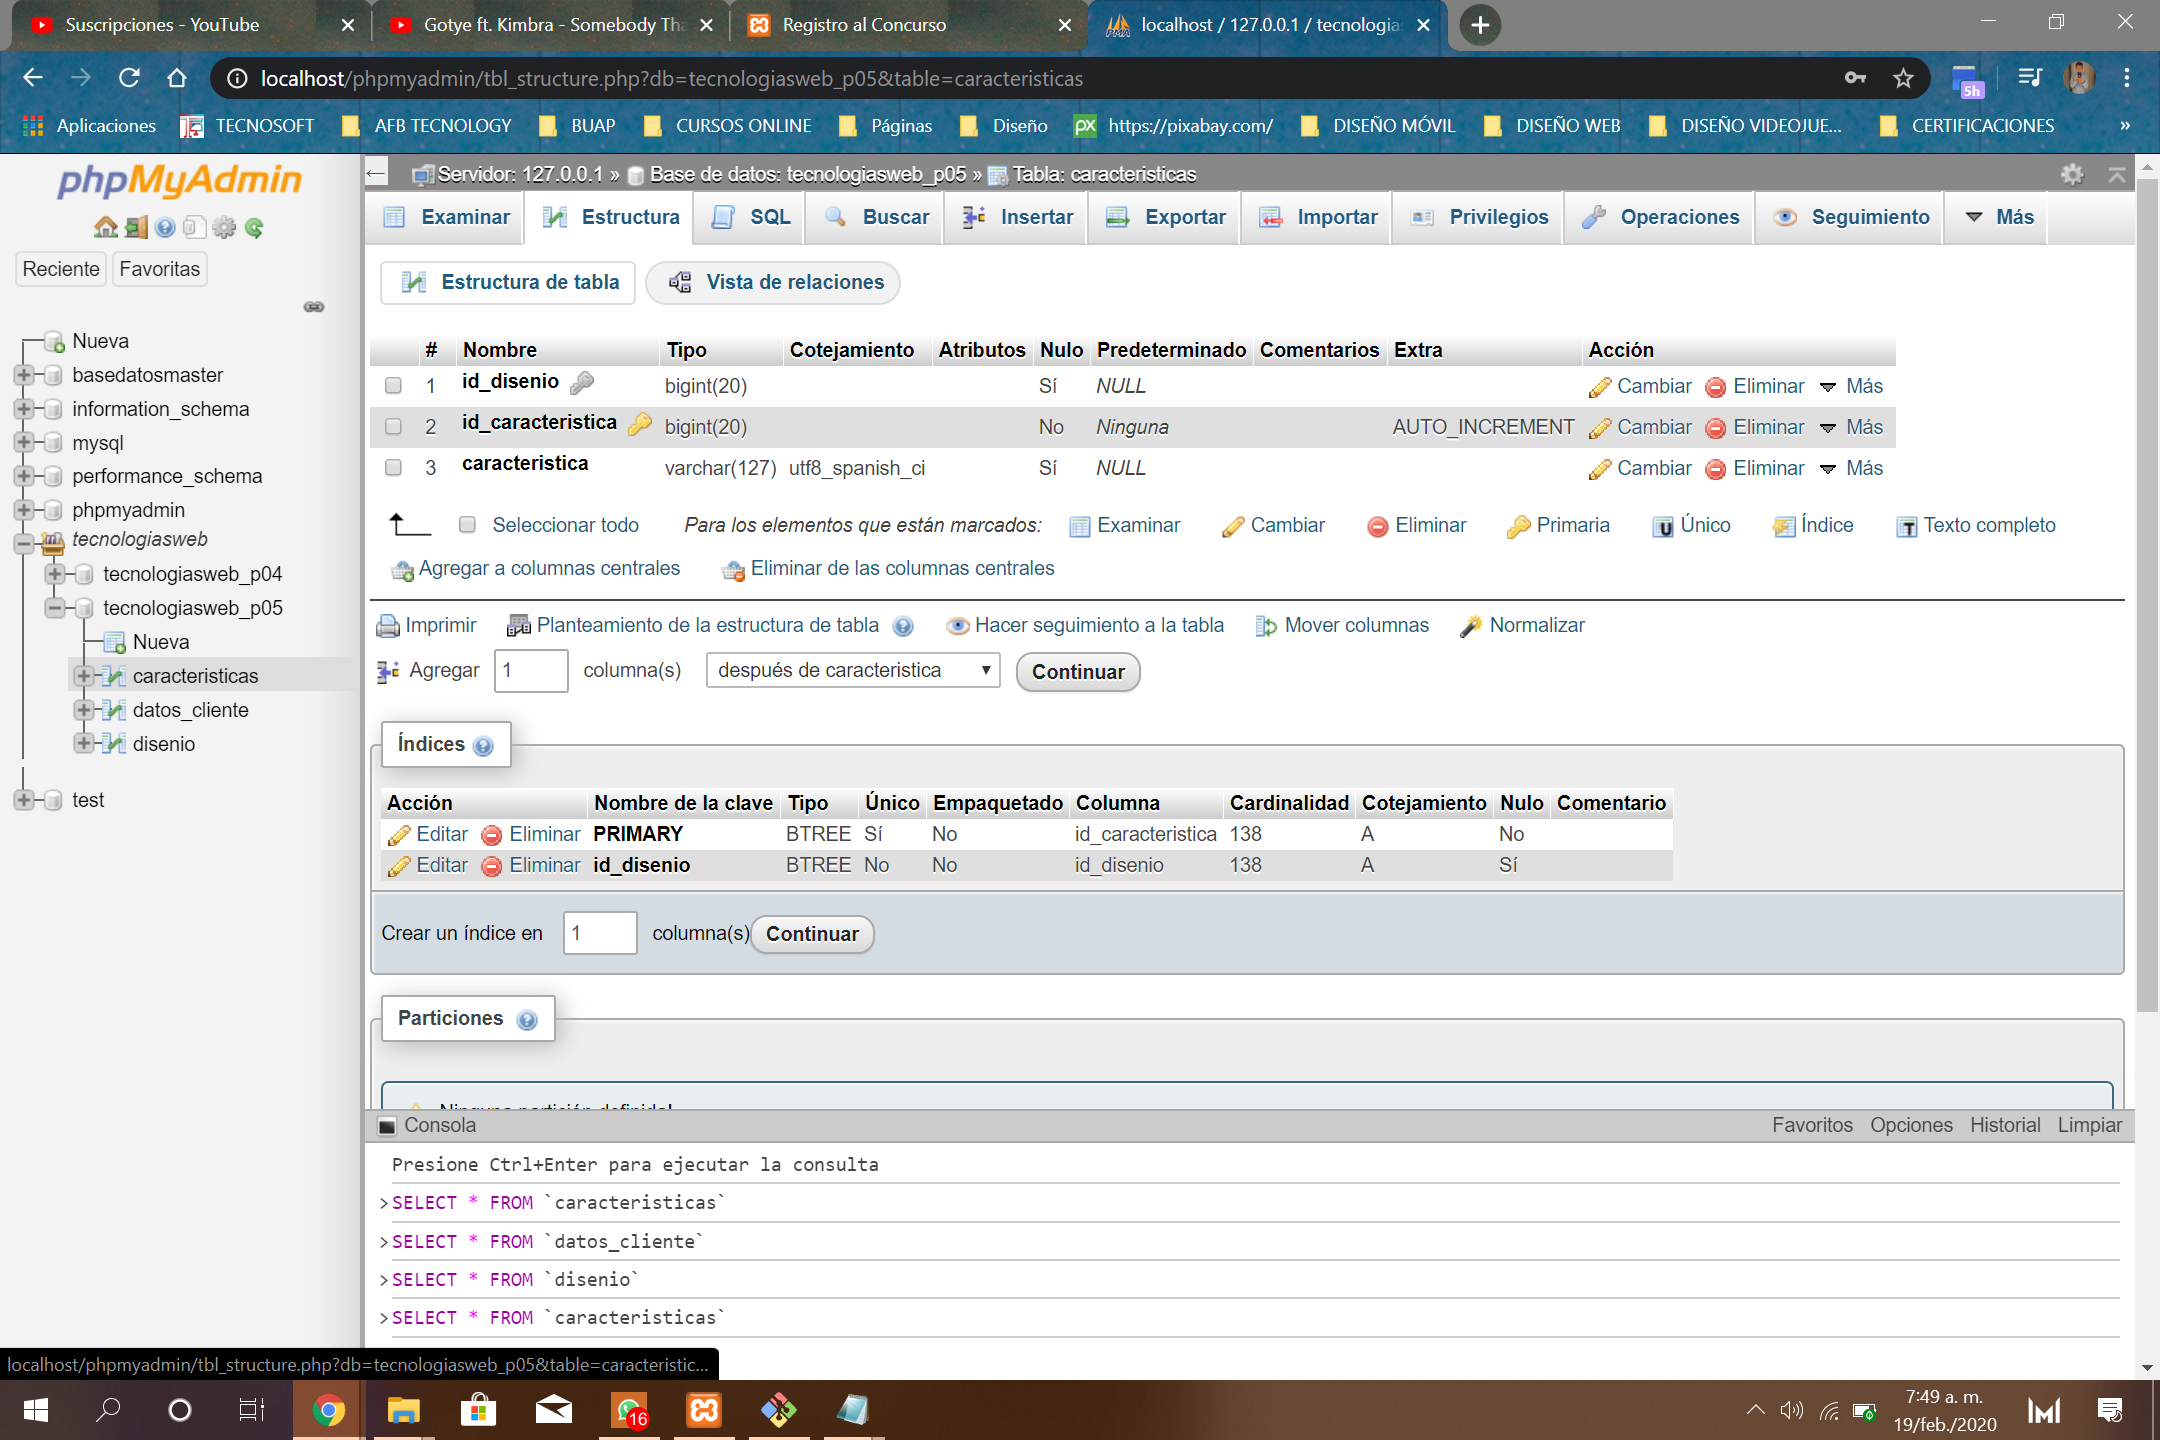 Suscripciones - YouTube
Gotye ft. Kimbra - Somebody Tha
Registro al Concurso
localhost / 127.0.0.1 / tecnologias
localhost/phpmyadmin/tbl_structure.php?db=tecnologiasweb_p05&table=caracteristicas
5h
Aplicaciones TECNOSOFT AFB TECNOLOGY BUAP CURSOS ONLINE Páginas Diseño px https://pixabay.com/ DISEÑO MÓVIL DISEÑO WEB DISEÑO VIDEOJUE... CERTIFICACIONES »
phpMyAdmin
Reciente Favoritas
Nueva
basedatosmaster
information_schema
mysql
performance_schema
phpmyadmin
tecnologiasweb
tecnologiasweb_p04
tecnologiasweb_p05
Nueva
caracteristicas
datos_cliente
disenio
test
Servidor: 127.0.0.1 » Base de datos: tecnologiasweb_p05 » Tabla: caracteristicas
Examinar Estructura SQL Buscar Insertar Exportar Importar Privilegios Operaciones Seguimiento Más
Estructura de tabla Vista de relaciones
# Nombre Tipo Cotejamiento Atributos Nulo Predeterminado Comentarios Extra Acción
1 id_disenio bigint(20) Sí NULL Cambiar Eliminar Más
2 id_caracteristica bigint(20) No Ninguna AUTO_INCREMENT Cambiar Eliminar Más
3 caracteristica varchar(127) utf8_spanish_ci Sí NULL Cambiar Eliminar Más
Seleccionar todo Para los elementos que están marcados: Examinar Cambiar Eliminar Primaria Único Índice Texto completo
Agregar a columnas centrales Eliminar de las columnas centrales
Imprimir Planteamiento de la estructura de tabla Hacer seguimiento a la tabla Mover columnas Normalizar
Agregar 1 columna(s) después de caracteristica Continuar
Índices
Acción Nombre de la clave Tipo Único Empaquetado Columna Cardinalidad Cotejamiento Nulo Comentario
Editar Eliminar PRIMARY BTREE Sí No id_caracteristica 138 A No
Editar Eliminar id_disenio BTREE No No id_disenio 138 A Sí
Crear un índice en 1 columna(s) Continuar
Particiones
Ninguna partición definida!
Consola Favoritos Opciones Historial Limpiar
Presione Ctrl+Enter para ejecutar la consulta
>SELECT * FROM `caracteristicas`
>SELECT * FROM `datos_cliente`
>SELECT * FROM `disenio`
>SELECT * FROM `caracteristicas`
localhost/phpmyadmin/tbl_structure.php?db=tecnologiasweb_p05&table=caracteristic...
16
7:49 a. m.
19/feb./2020